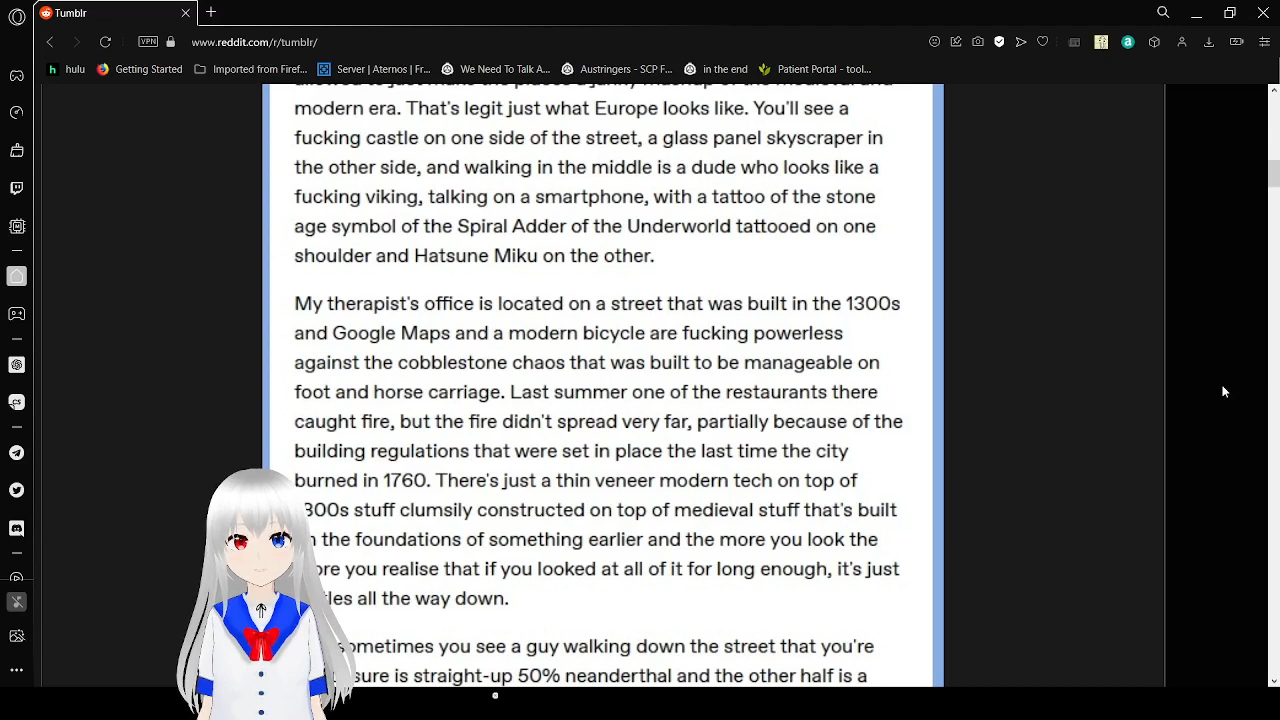 Tumblr
VPN
www.reddit.com/r/tumblr/
hulu
Getting Started
Imported from Firef...
Server | Aternos | Fr...
We Need To Talk A...
Austringers - SCP F...
in the end
Patient Portal - tool...
allowed to just make the places a junky mashup of the medieval and
modern era. That's legit just what Europe looks like. You'll see a
fucking castle on one side of the street, a glass panel skyscraper in
the other side, and walking in the middle is a dude who looks like a
fucking viking, talking on a smartphone, with a tattoo of the stone
age symbol of the Spiral Adder of the Underworld tattooed on one
shoulder and Hatsune Miku on the other.
My therapist's office is located on a street that was built in the 1300s
and Google Maps and a modern bicycle are fucking powerless
against the cobblestone chaos that was built to be manageable on
foot and horse carriage. Last summer one of the restaurants there
caught fire, but the fire didn't spread very far, partially because of the
building regulations that were set in place the last time the city
burned in 1760. There's just a thin veneer modern tech on top of
300s stuff clumsily constructed on top of medieval stuff that's built
the foundations of something earlier and the more you look the
ore you realise that if you looked at all of it for long enough, it's just
les all the way down.
ometimes you see a guy walking down the street that you're
sure is straight-up 50% neanderthal and the other half is a